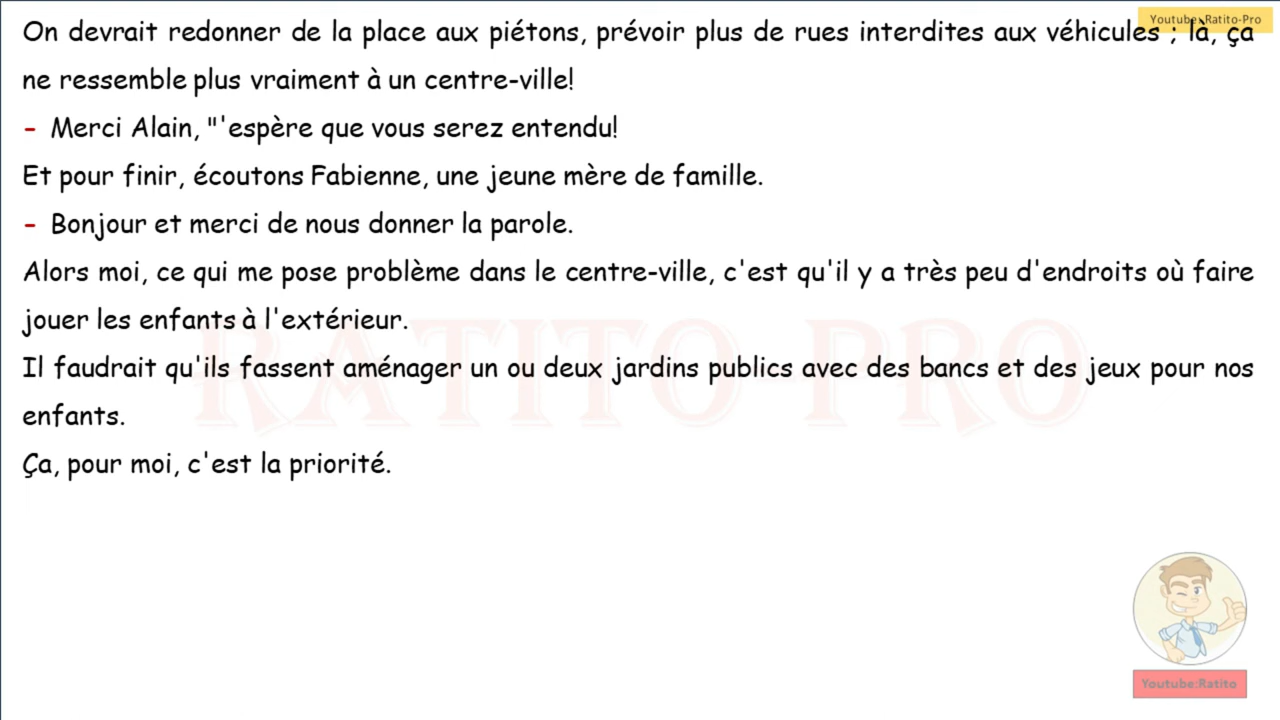 Youtube: Ratito-Pro
On devrait redonner de la place aux piétons, prévoir plus de rues interdites aux véhicules ; là, ça
ne ressemble plus vraiment à un centre-ville!
- Merci Alain, "'espère que vous serez entendu!
Et pour finir, écoutons Fabienne, une jeune mère de famille.
- Bonjour et merci de nous donner la parole.
Alors moi, ce qui me pose problème dans le centre-ville, c'est qu'il y a très peu d'endroits où faire
jouer les enfants à l'extérieur.
RATITO-PRO
Il faudrait qu'ils fassent aménager un ou deux jardins publics avec des bancs et des jeux pour nos
enfants.
Ça, pour moi, c'est la priorité.
Youtube:Ratito